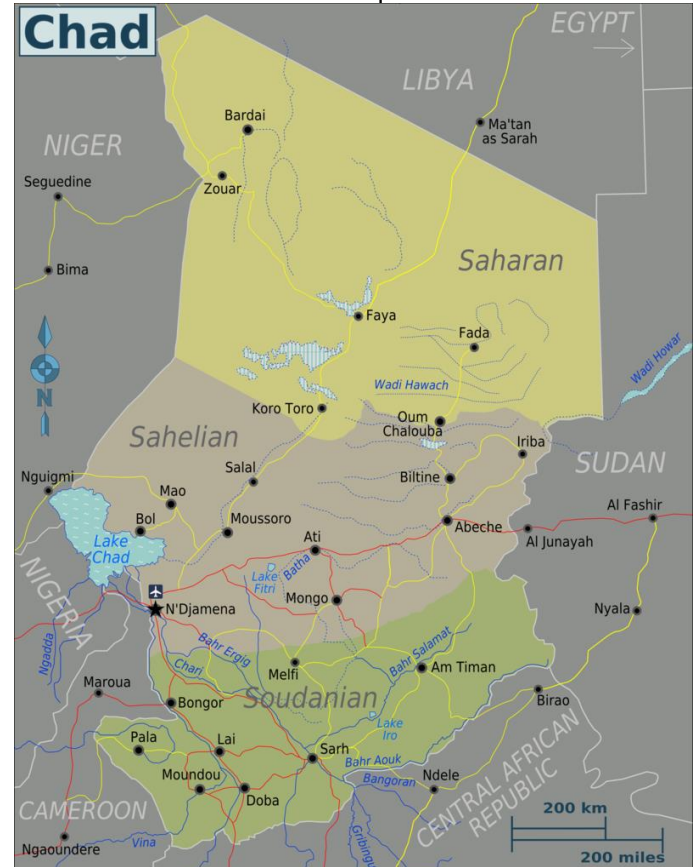 Chad
EGYPT
LIBYA
NIGER
Bardai
Ma'tan
as Sarah
Zouar
Seguedine
Bima
Saharan
Faya
Fada
N
Wadi Howar
Wadi Hawach
Koro Toro
Oum
Chalouba
Sahelian
Iriba
SUDAN
Salal
Biltine
Nguigmi
Mao
Al Fashir
Bol
Moussoro
Abeche
Lake
Chad
Ati
Al Junayah
Batha
Lake
Fitri
NIGERIA
N'Djamena
Mongo
Nyala
Ngadda
Bahr Ergig
Bahr Salamat
Chari
Melfi
Am Timan
Maroua
Soudanian
Birao
Bongor
Lake
Iro
Pala
Lai
Sarh
Bahr Aouk
Moundou
Bangoran
Ndele
Doba
CENTRAL AFRICAN
REPUBLIC
CAMEROON
200 km
Vina
Gribingui
Ngaoundere
200 miles